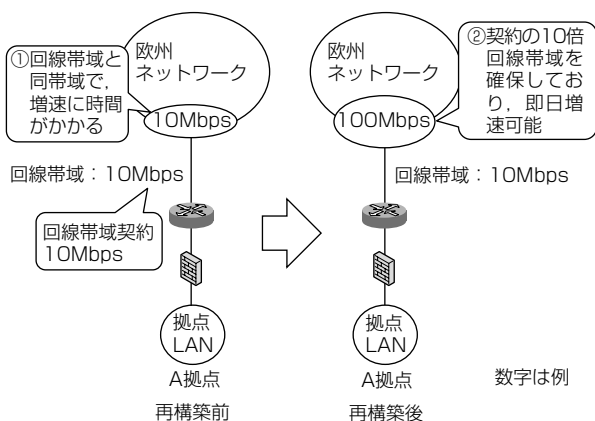 ①回線帯域と
同帯域で,
増速に時間
がかかる
欧州
ネットワーク
10Mbps
回線帯域：10Mbps
回線帯域契約
10Mbps
拠点
LAN
A拠点
再構築前
欧州
ネットワーク
②契約の10倍
回線帯域を
確保してお
り，即日増
速可能
100Mbps
回線帯域：10Mbps
拠点
LAN
A拠点
再構築後
数字は例